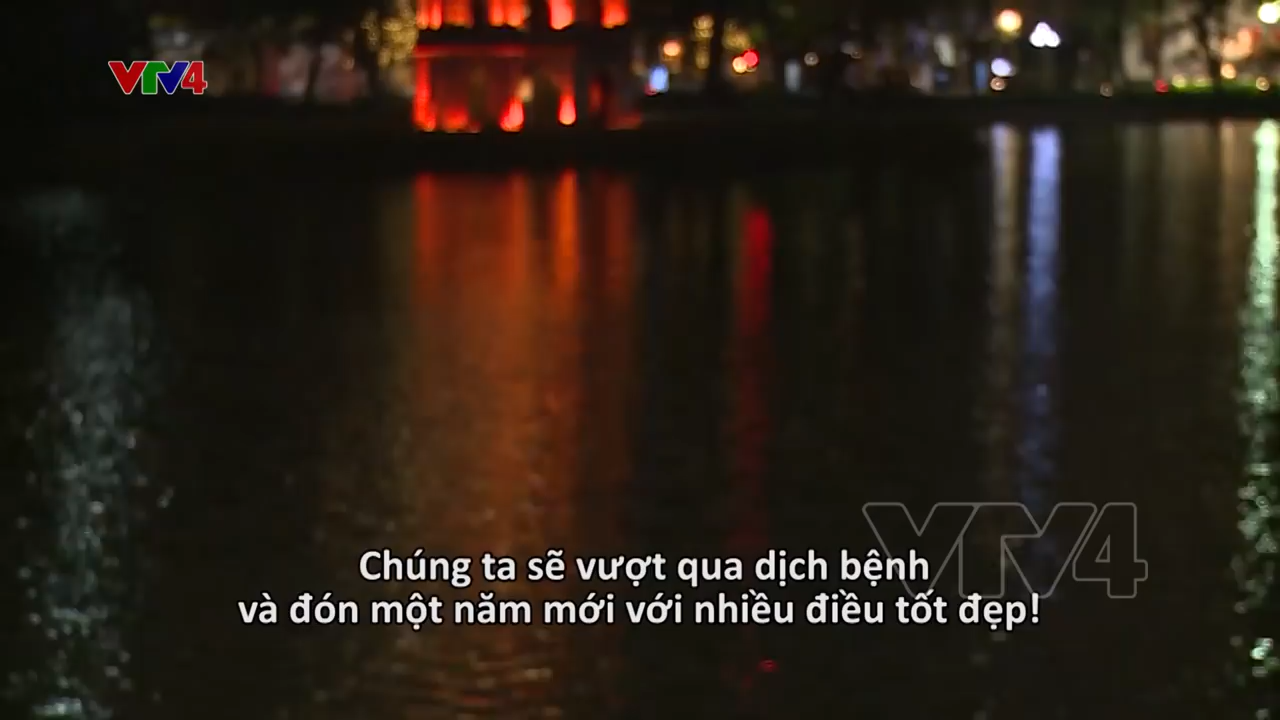 VTV4
VTV4
Chúng ta sẽ vượt qua dịch bệnh
và đón một năm mới với nhiều điều tốt đẹp!